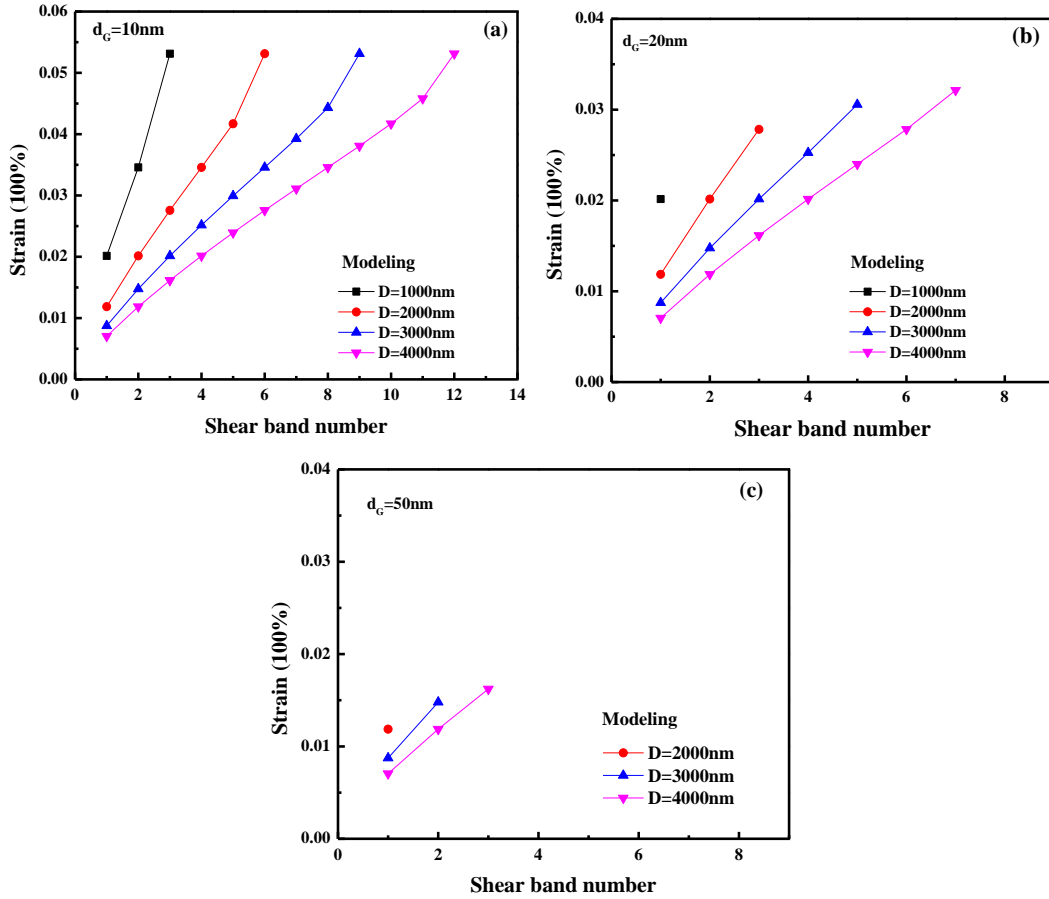 d_G=10nm
(a)
0.06
0.05
0.04
0.03
0.02
0.01
0.00
Strain (100%)
Modeling
D=1000nm
D=2000nm
D=3000nm
D=4000nm
0 2 4 6 8 10 12 14
Shear band number
d_G=20nm
(b)
0.04
0.03
0.02
0.01
0.00
Strain (100%)
Modeling
D=1000nm
D=2000nm
D=3000nm
D=4000nm
0 2 4 6 8
Shear band number
d_G=50nm
(c)
0.04
0.03
0.02
0.01
0.00
Strain (100%)
Modeling
D=2000nm
D=3000nm
D=4000nm
0 2 4 6 8
Shear band number